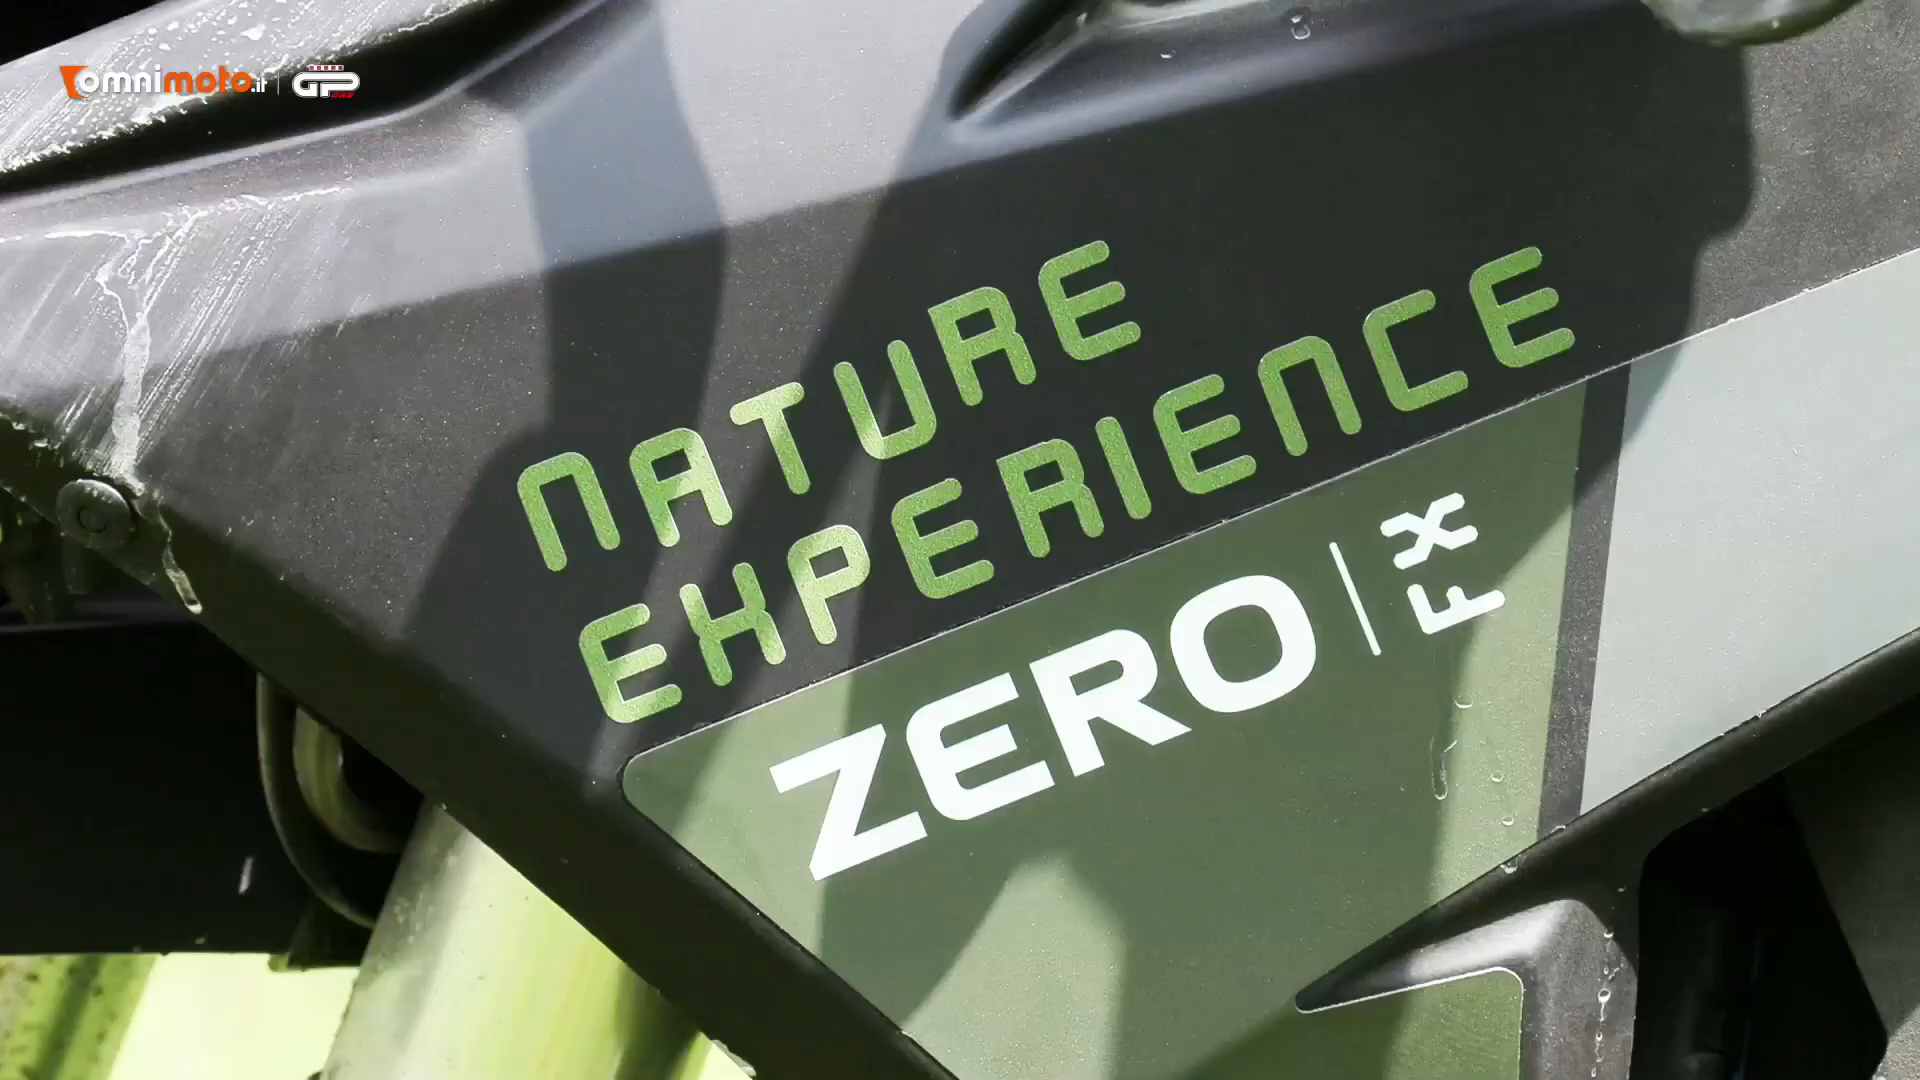 omnimoto.it
GP
NATURE
EXPERIENCE
ZERO | FX